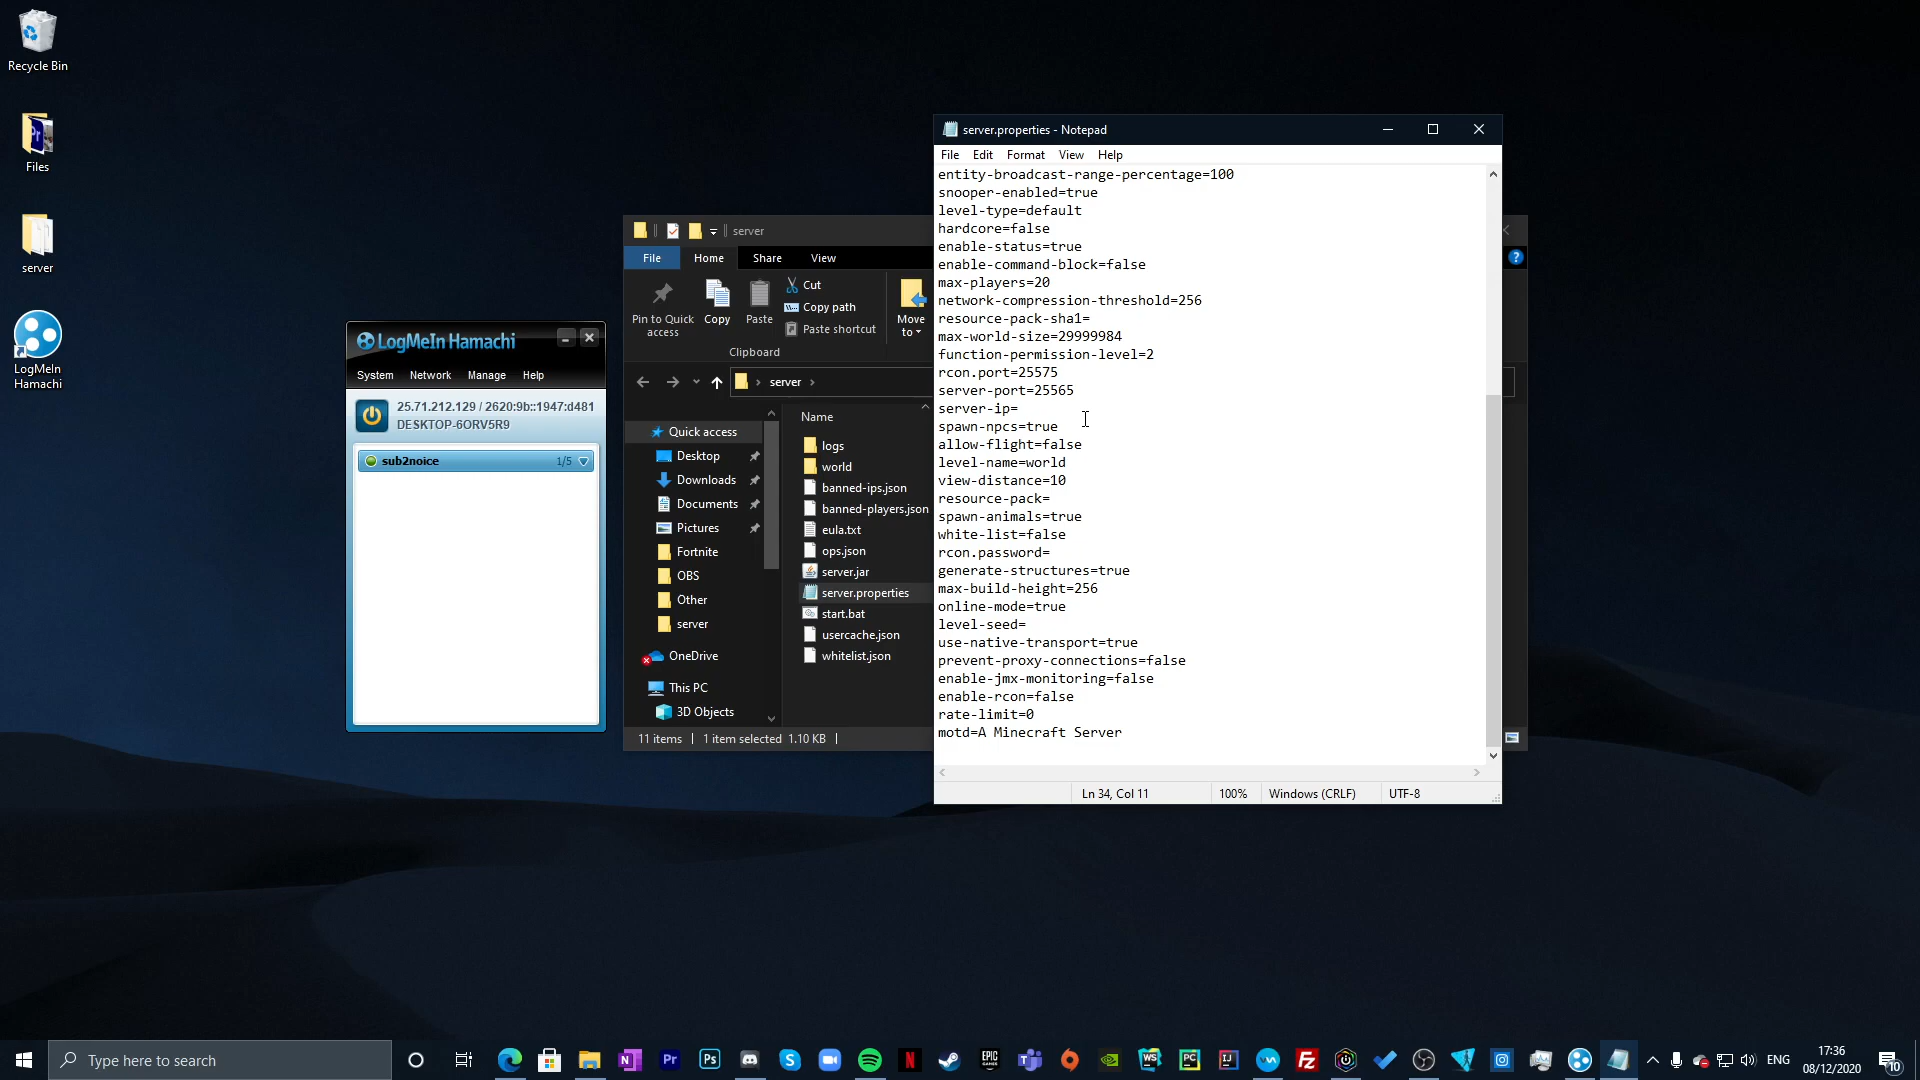 Recycle Bin
Files
server
LogMeIn
Hamachi
LogMeIn Hamachi
System Network Manage Help
25.71.212.129 / 2620:9b::1947:d481
DESKTOP-6ORV5R9
sub2noice 1/5
server
File Home Share View
Pin to Quick
access
Copy
Paste
Cut
Copy path
Paste shortcut
Move
to
Clipboard
server
Name
Quick access
Desktop
Downloads
Documents
Pictures
Fortnite
OBS
Other
server
OneDrive
This PC
3D Objects
logs
world
banned-ips.json
banned-players.json
eula.txt
ops.json
server.jar
server.properties
start.bat
usercache.json
whitelist.json
11 items 1 item selected 1.10 KB
server.properties - Notepad
File Edit Format View Help
entity-broadcast-range-percentage=100
snooper-enabled=true
level-type=default
hardcore=false
enable-status=true
enable-command-block=false
max-players=20
network-compression-threshold=256
resource-pack-sha1=
max-world-size=29999984
function-permission-level=2
rcon.port=25575
server-port=25565
server-ip=
spawn-npcs=true
allow-flight=false
level-name=world
view-distance=10
resource-pack=
spawn-animals=true
white-list=false
rcon.password=
generate-structures=true
max-build-height=256
online-mode=true
level-seed=
use-native-transport=true
prevent-proxy-connections=false
enable-jmx-monitoring=false
enable-rcon=false
rate-limit=0
motd=A Minecraft Server
Ln 34, Col 11 100% Windows (CRLF) UTF-8
Type here to search
Pr
Ps
EPIC
GAMES
WS
PC
IJ
FZ
ENG
17:36
08/12/2020
10